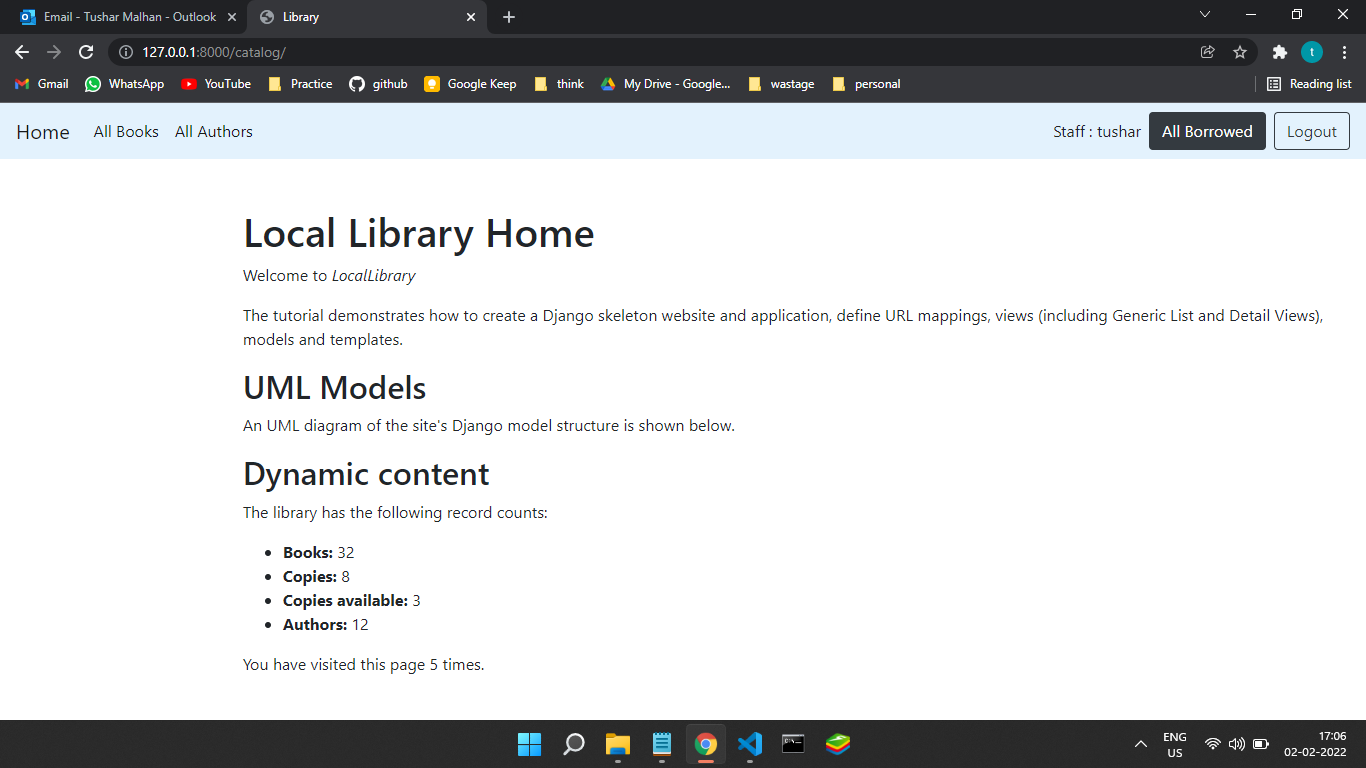 Email - Tushar Malhan - Outlook
Library
127.0.0.1:8000/catalog/
t
Gmail
WhatsApp
YouTube
Practice
github
Google Keep
think
My Drive - Google...
wastage
personal
Reading list
Home
All Books
All Authors
Staff : tushar
All Borrowed
Logout
Local Library Home
Welcome to LocalLibrary
The tutorial demonstrates how to create a Django skeleton website and application, define URL mappings, views (including Generic List and Detail Views),
models and templates.
UML Models
An UML diagram of the site's Django model structure is shown below.
Dynamic content
The library has the following record counts:
Books: 32
Copies: 8
Copies available: 3
Authors: 12
You have visited this page 5 times.
ENG
US
17:06
02-02-2022